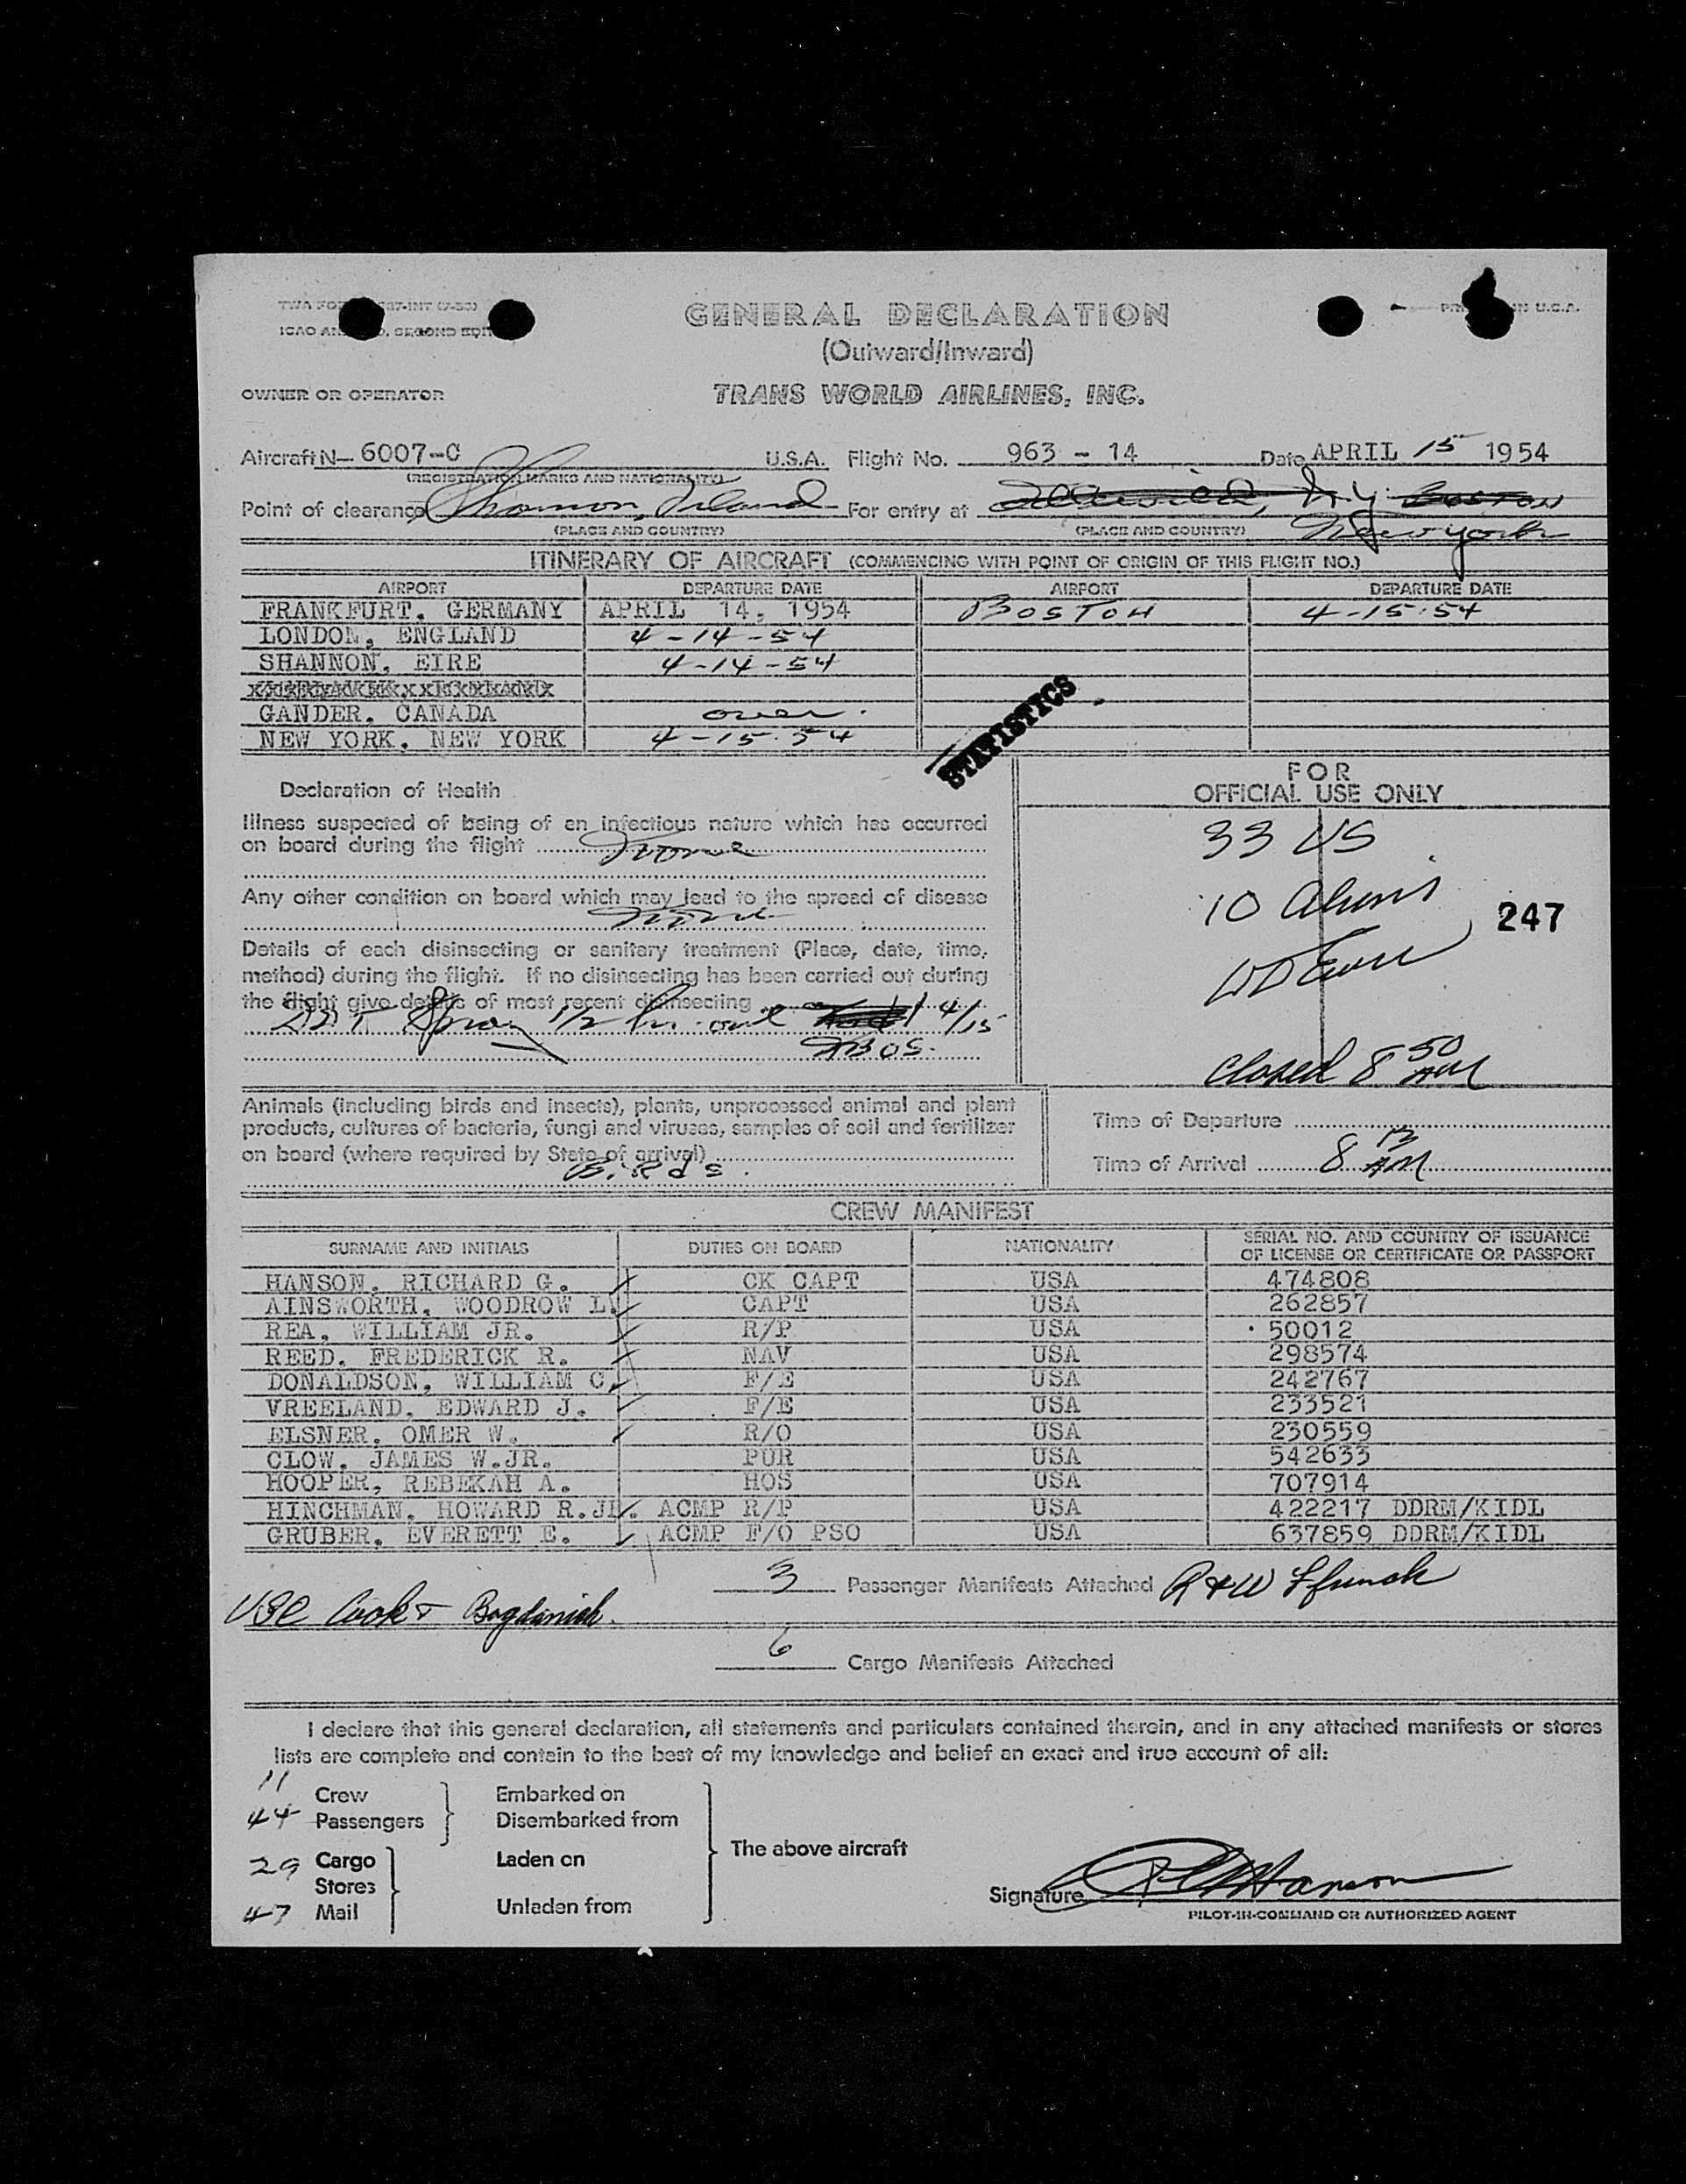 GENERAL DECLARATION
(Outward/Inward)
OWNER OR OPERATOR TRANS WORLD AIRLINES, INC.
Aircraft N- 6007-C U.S.A. Flight No. 963 - 14 Date APRIL 15 1954
(REGISTRATION MARKS AND NATIONALITY)
Point of clearance Shannon, Ireland For entry at N.Y. Boston
(PLACE AND COUNTRY) (PLACE AND COUNTRY) New York
ITINERARY OF AIRCRAFT (COMMENCING WITH POINT OF ORIGIN OF THIS FLIGHT NO.)
AIRPORT DEPARTURE DATE AIRPORT DEPARTURE DATE
FRANKFURT, GERMANY APRIL 14, 1954 BOSTON 4-15-54
LONDON, ENGLAND 4-14-54
SHANNON, EIRE 4-14-54
GANDER, CANADA over.
NEW YORK, NEW YORK 4-15-54
STATISTICS
FOR
OFFICIAL USE ONLY
Declaration of Health
Illness suspected of being of an infectious nature which has occurred
on board during the flight None
Any other condition on board which may lead to the spread of disease
None
Details of each disinsecting or sanitary treatment (Place, date, time,
method) during the flight. If no disinsecting has been carried out during
the flight give details of most recent disinsecting
DDT Spray 1/2 hr. out 4/15
BOS.
33 US
10 Aliens
247
Closed 8 50 AM
Animals (including birds and insects), plants, unprocessed animal and plant
products, cultures of bacteria, fungi and viruses, samples of soil and fertilizer
on board (where required by State of arrival)
Birds.
Time of Departure
Time of Arrival 8 13 AM
CREW MANIFEST
SURNAME AND INITIALS DUTIES ON BOARD NATIONALITY SERIAL NO. AND COUNTRY OF ISSUANCE
OF LICENSE OR CERTIFICATE OR PASSPORT
HANSON, RICHARD G. CK CAPT USA 474808
AINSWORTH, WOODROW L. CAPT USA 262857
REA, WILLIAM JR. R/P USA 50012
REED, FREDERICK R. NAV USA 298574
DONALDSON, WILLIAM C. F/E USA 242767
VREELAND, EDWARD J. F/E USA 233521
ELSNER, OMER W. R/O USA 230559
CLOW, JAMES W.JR. PUR USA 542633
HOOPER, REBEKAH A. HOS USA 707914
HINCHMAN, HOWARD R.JR. ACMP R/P USA 422217 DDRM/KIDL
GRUBER, EVERETT E. ACMP F/O PSO USA 637859 DDRM/KIDL
3 Passenger Manifests Attached
Cook & Bogdanich.
6 Cargo Manifests Attached
I declare that this general declaration, all statements and particulars contained therein, and in any attached manifests or stores
lists are complete and contain to the best of my knowledge and belief an exact and true account of all:
11 Crew Embarked on
44 Passengers Disembarked from
The above aircraft
29 Cargo Laden on
Stores
47 Mail Unladen from
Signature RG Hanson
PILOT-IN-COMMAND OR AUTHORIZED AGENT